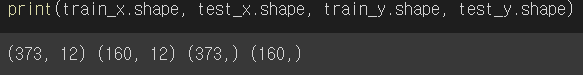 print(train_x.shape, test_x.shape, train_y.shape, test_y.shape)
(373, 12) (160, 12) (373,) (160,)